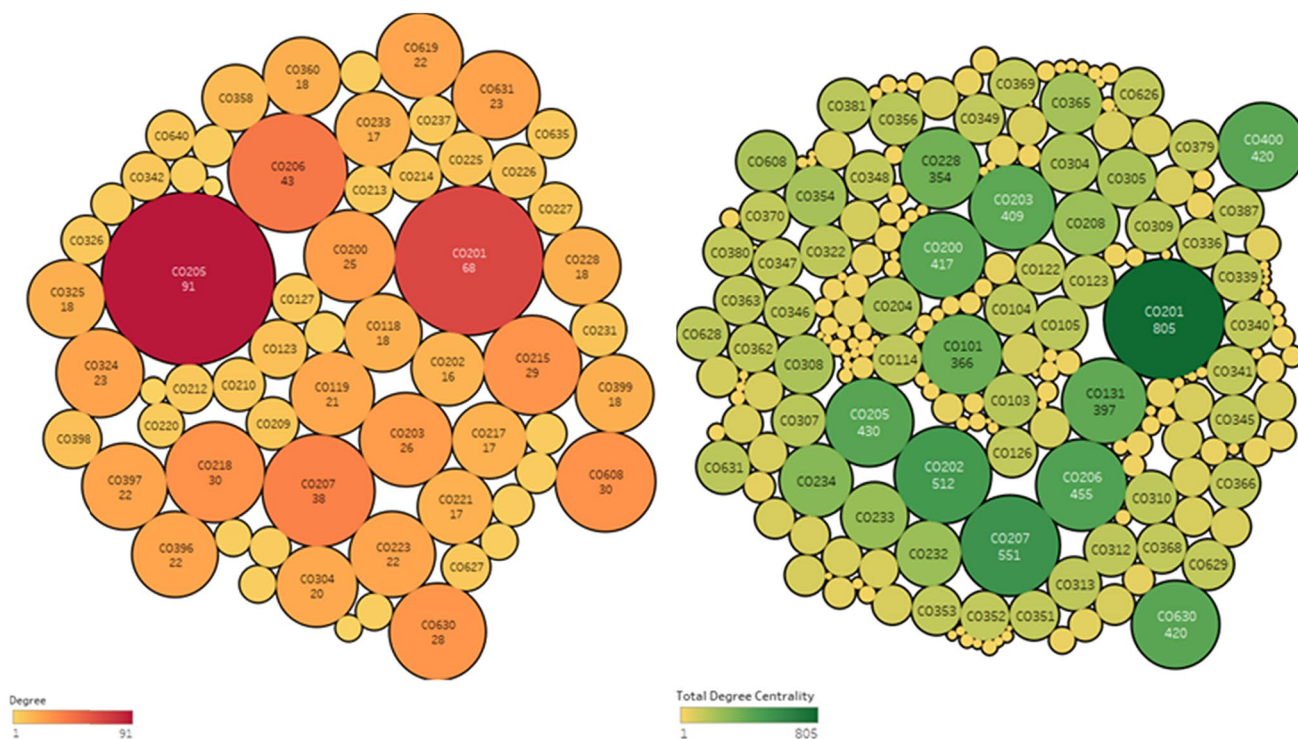 CO619
22
CO360
18
CO631
23
CO358
CO233
17
CO237
CO640
CO635
CO206
43
CO225
CO342
CO214
CO226
CO213
CO227
CO326
CO200
25
CO201
68
CO205
91
CO228
18
CO325
18
CO127
CO118
18
CO231
CO123
CO202
16
CO215
29
CO324
23
CO212
CO210
CO119
21
CO399
18
CO220
CO209
CO398
CO203
26
CO217
17
CO218
30
CO608
30
CO397
22
CO207
38
CO221
17
CO396
22
CO223
22
CO627
CO304
20
CO630
28
Degree
1
91
CO369
CO626
CO381
CO365
CO356
CO349
CO400
420
CO379
CO608
CO228
354
CO304
CO348
CO305
CO354
CO203
409
CO370
CO208
CO309
CO387
CO380
CO347
CO322
CO200
417
CO336
CO122
CO123
CO339
CO363
CO346
CO204
CO104
CO201
805
CO105
CO340
CO628
CO362
CO308
CO114
CO101
366
CO341
CO131
397
CO103
CO307
CO205
430
CO345
CO126
CO631
CO234
CO202
512
CO206
455
CO310
CO366
CO233
CO207
551
CO232
CO312
CO368
CO629
CO313
CO353
CO352
CO351
CO630
420
Total Degree Centrality
1
805